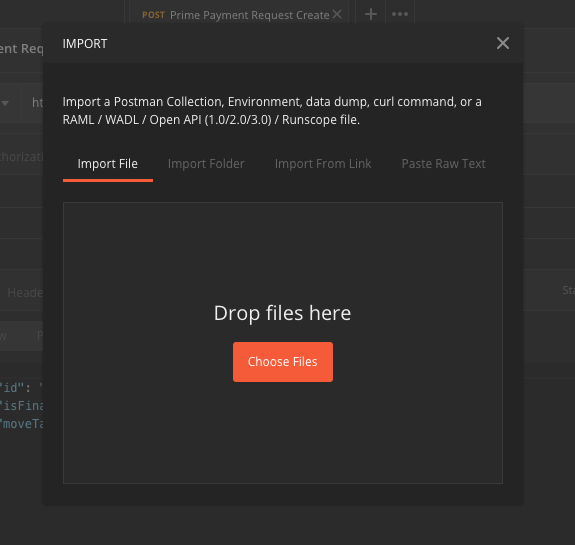 POST Prime Payment Request Create
ent Req
IMPORT
ht
Import a Postman Collection, Environment, data dump, curl command, or a
RAML / WADL / Open API (1.0/2.0/3.0) / Runscope file.
Import File Import Folder Import From Link Paste Raw Text
Heade
Sta
Drop files here
Choose Files
"id": "
"isFina
"moveTa